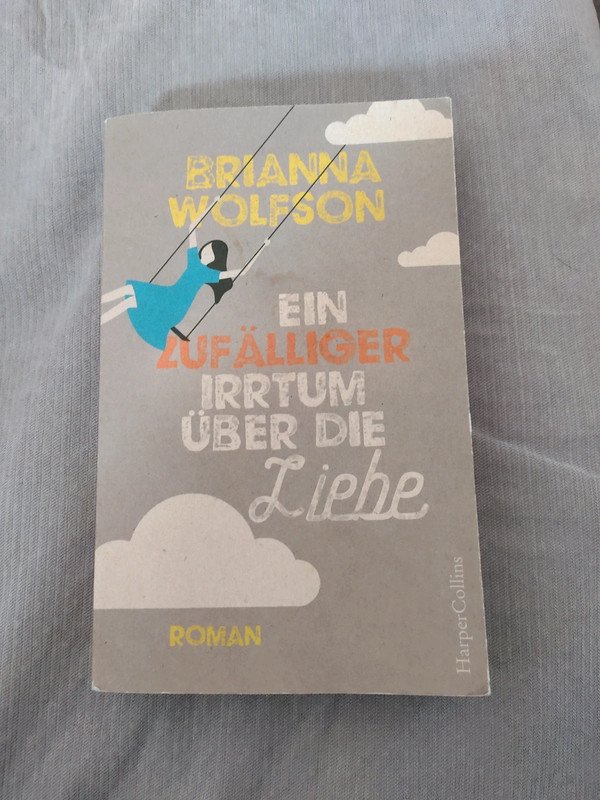 BRIANNA
WOLFSON
EIN
ZUFÄLLIGER
IRRTUM
ÜBER DIE
Liebe
ROMAN
HarperCollins